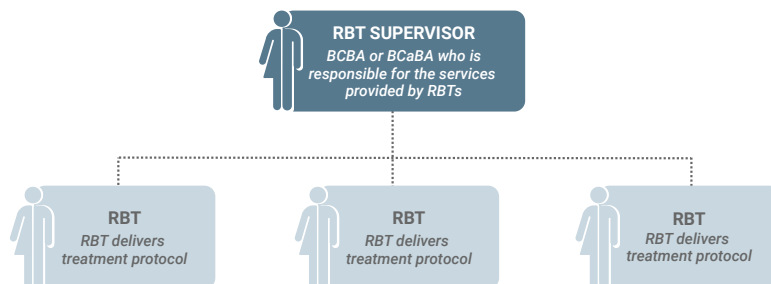 RBT SUPERVISOR
BCBA or BCaBA who is
responsible for the services
provided by RBTs
RBT
RBT delivers
treatment protocol
RBT
RBT delivers
treatment protocol
RBT
RBT delivers
treatment protocol